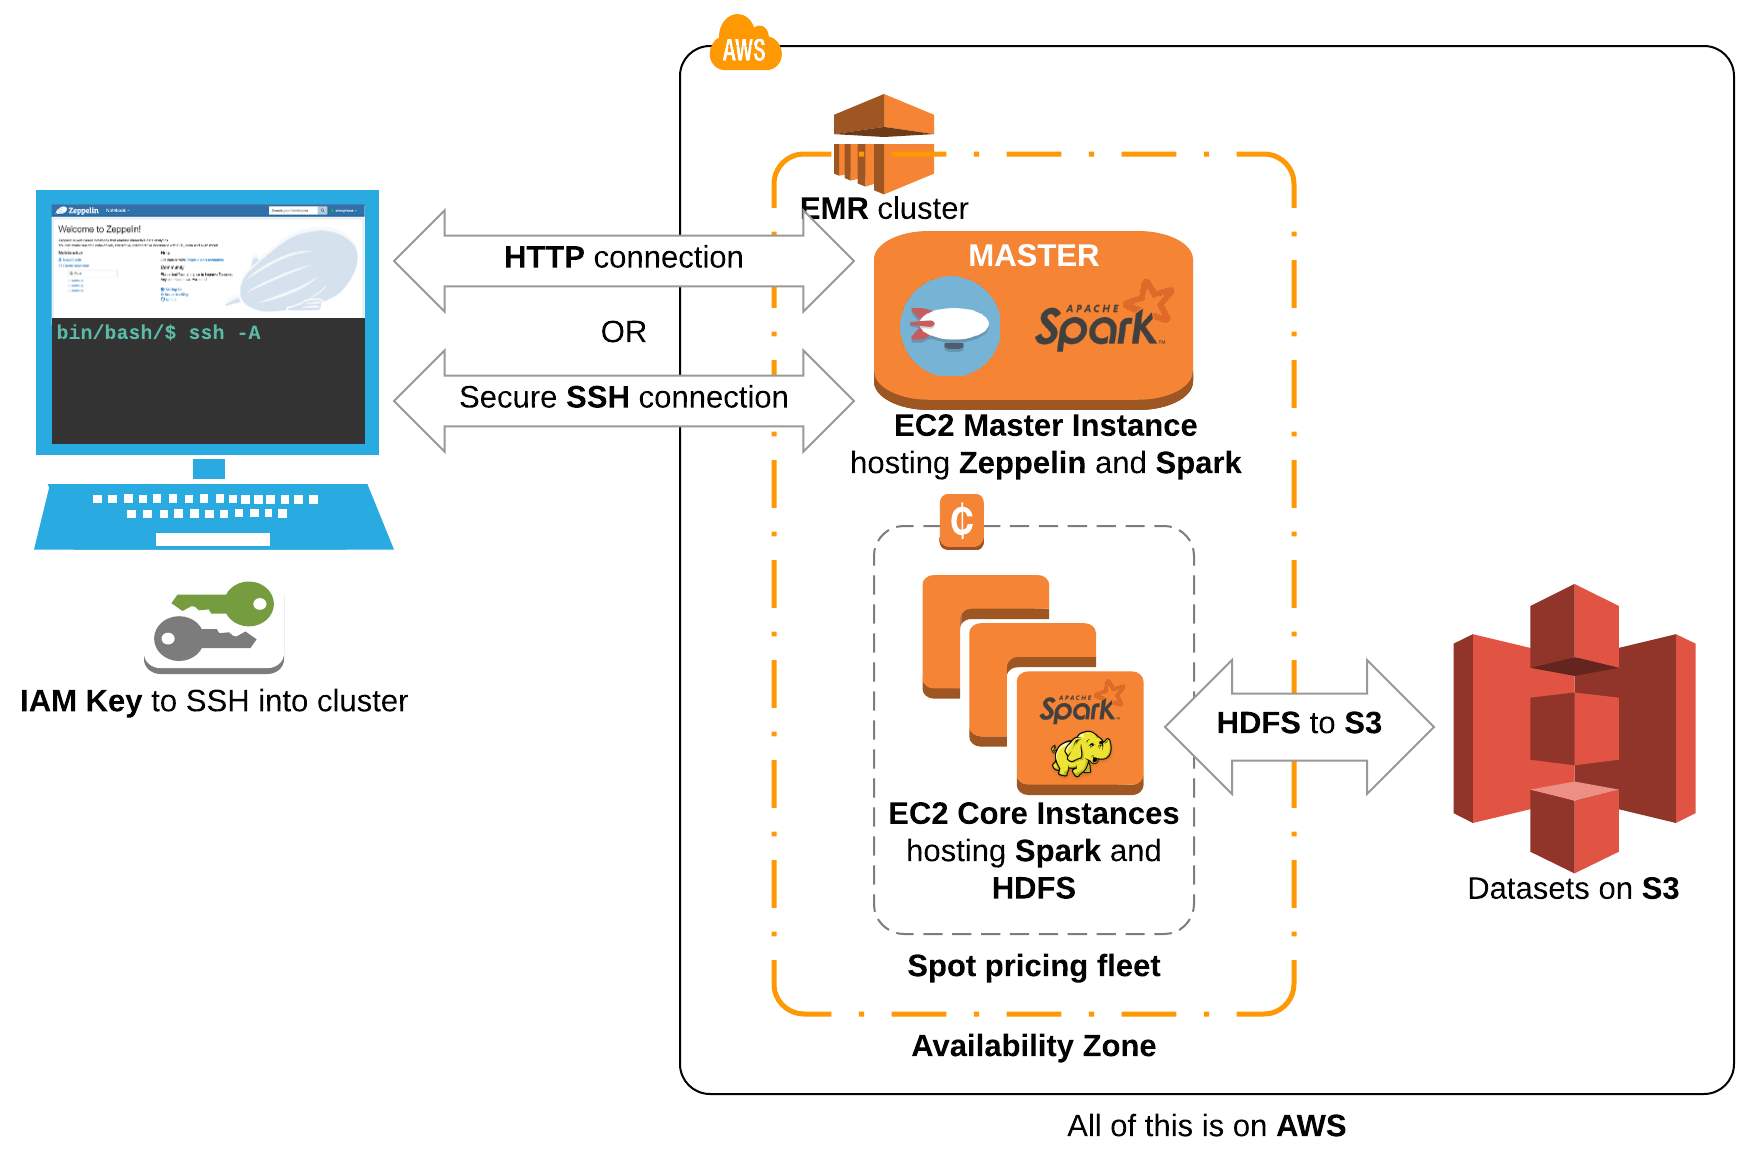 AWS
EMR cluster
Zeppelin
Notebook
Welcome to Zeppelin!
HTTP connection
MASTER
APACHE
Spark
TM
bin/bash/$ ssh -A
OR
Secure SSH connection
EC2 Master Instance
hosting Zeppelin and Spark
¢
IAM Key to SSH into cluster
APACHE
Spark
HDFS to S3
EC2 Core Instances
hosting Spark and
HDFS
Datasets on S3
Spot pricing fleet
Availability Zone
All of this is on AWS